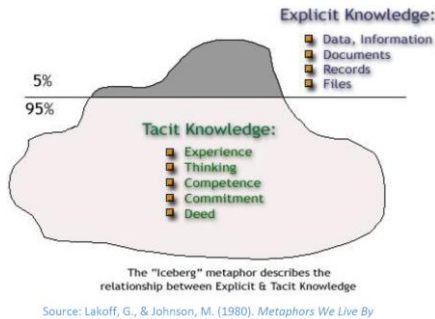 Explicit Knowledge:
Data, Information
Documents
Records
Files
5%
95%
Tacit Knowledge:
Experience
Thinking
Competence
Commitment
Deed
The "Iceberg" metaphor describes the
relationship between Explicit & Tacit Knowledge
Source: Lakoff, G., & Johnson, M. (1980). Metaphors We Live By